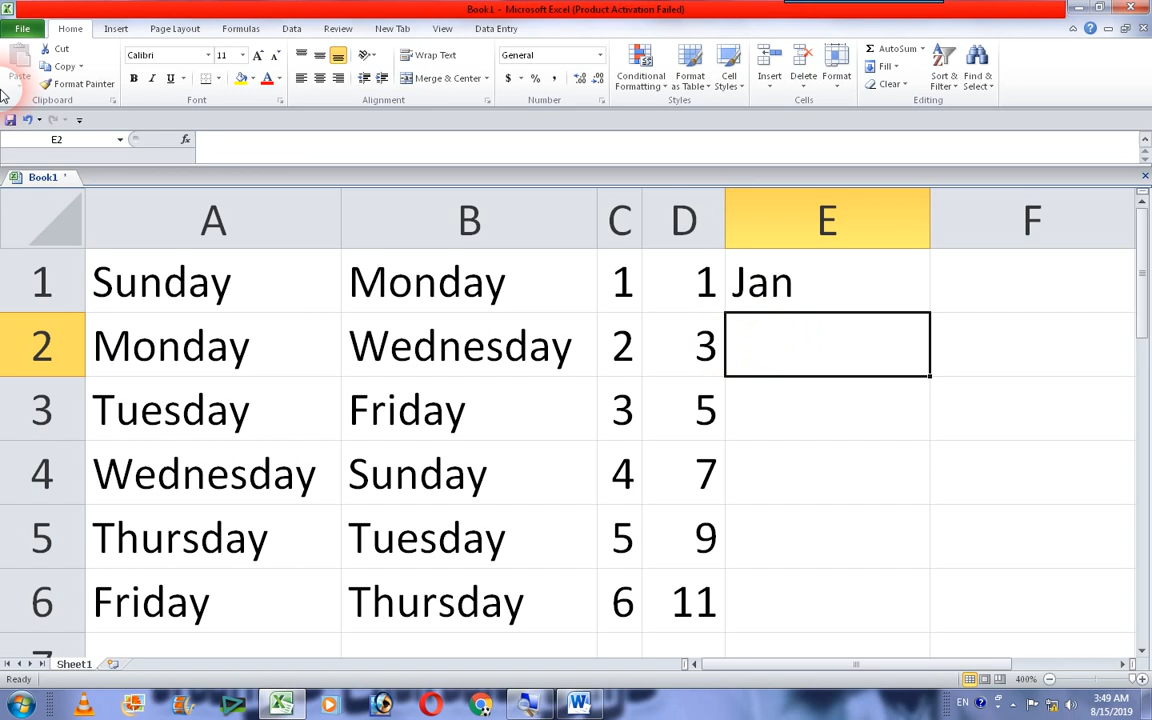 Book1 - Microsoft Excel (Product Activation Failed)
File Home Insert Page Layout Formulas Data Review New Tab View Data Entry
Paste Cut Copy Format Painter Clipboard
Calibri 11 B I U A A A Font
Wrap Text Merge & Center Alignment
General $ % , Number
Conditional Formatting Format as Table Cell Styles Styles
Insert Delete Format Cells
AutoSum Fill Clear Sort & Filter Find & Select Editing
E2 fx
Book1 *
A B C D E F
1 Sunday Monday 1 1 Jan
2 Monday Wednesday 2 3
3 Tuesday Friday 3 5
4 Wednesday Sunday 4 7
5 Thursday Tuesday 5 9
6 Friday Thursday 6 11
Sheet1
Ready 400%
EN 3:49 AM
8/15/2019